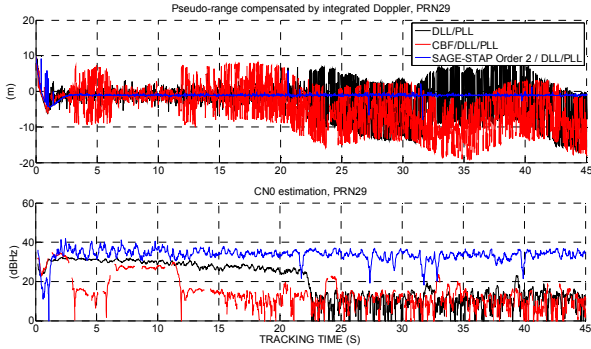 Pseudo-range compensated by integrated Doppler, PRN29
20
10
0
-10
-20
(m)
DLL/PLL
CBF/DLL/PLL
SAGE-STAP Order 2 / DLL/PLL
0 5 10 15 20 25 30 35 40 45
CN0 estimation, PRN29
60
40
20
0
(dBHz)
0 5 10 15 20 25 30 35 40 45
TRACKING TIME (S)